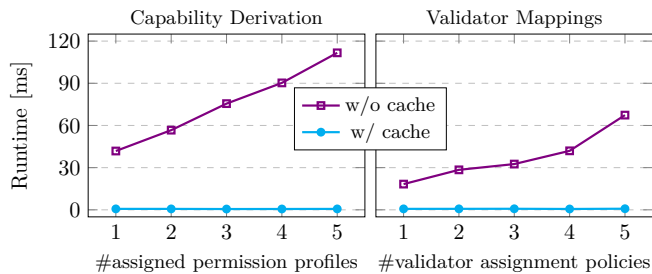 Capability Derivation
Validator Mappings
Runtime [ms]
120
90
60
30
0
w/o cache
w/ cache
1 2 3 4 5
1 2 3 4 5
#assigned permission profiles
#validator assignment policies